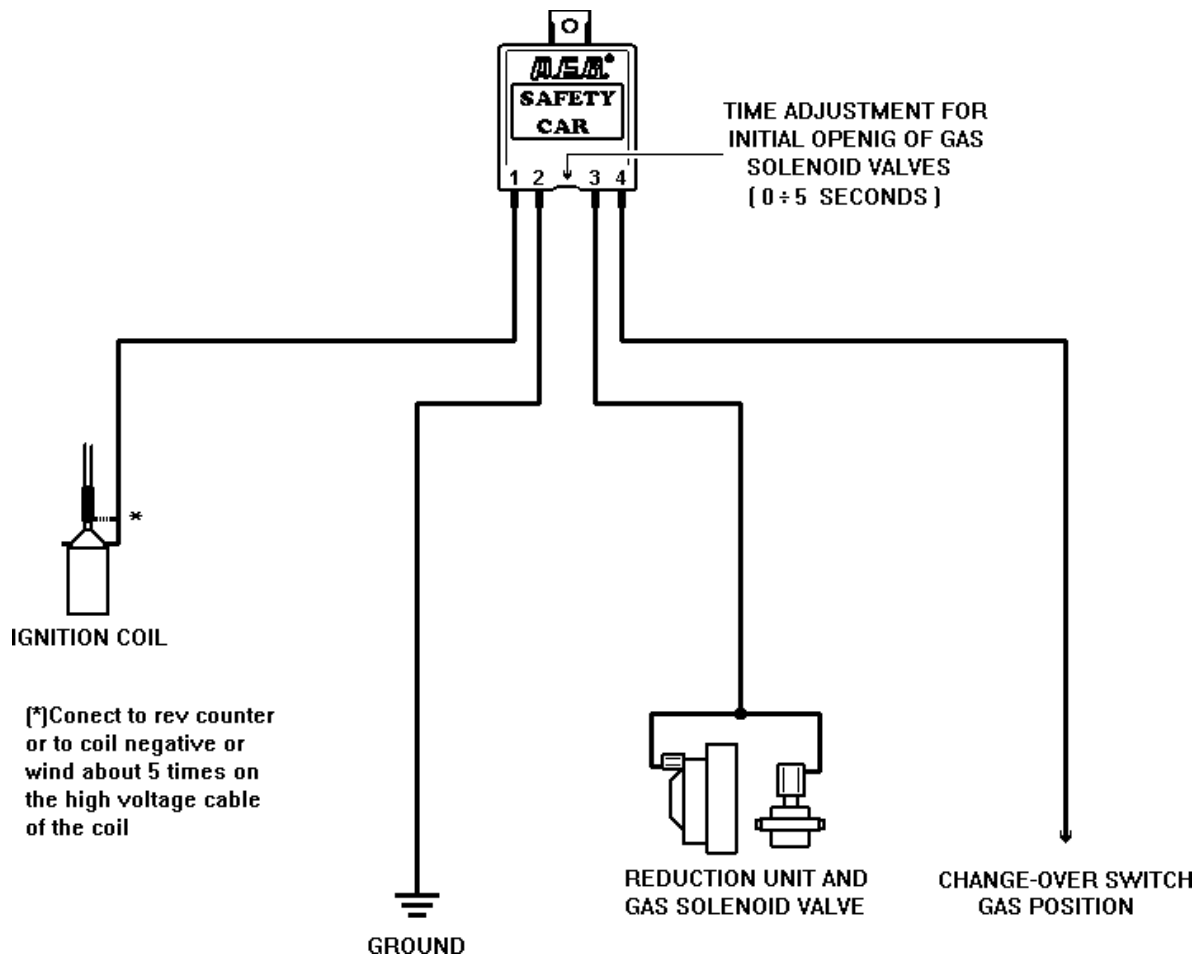 A.E.B.®
SAFETY
CAR
1 2 3 4
TIME ADJUSTMENT FOR
INITIAL OPENIG OF GAS
SOLENOID VALVES
( 0÷5 SECONDS )
*
IGNITION COIL
(*)Conect to rev counter
or to coil negative or
wind about 5 times on
the high voltage cable
of the coil
REDUCTION UNIT AND
GAS SOLENOID VALVE
CHANGE-OVER SWITCH
GAS POSITION
GROUND